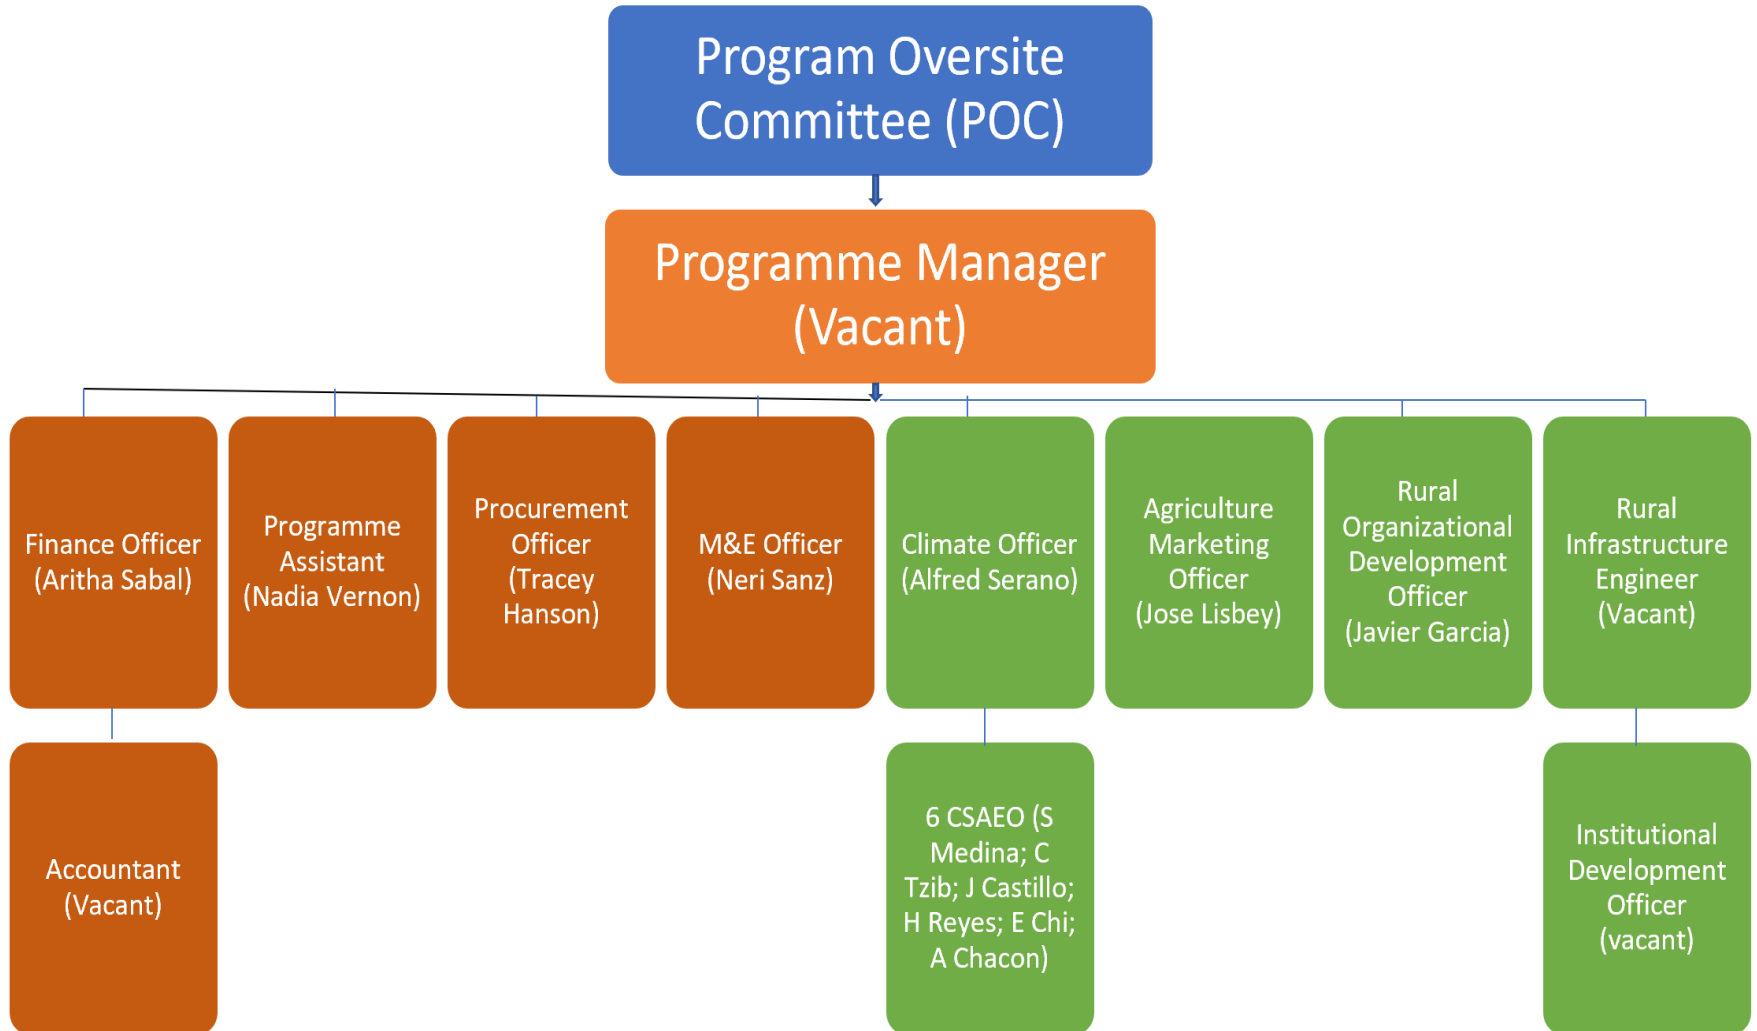 Program Oversite
Committee (POC)
Programme Manager
(Vacant)
Finance Officer
(Aritha Sabal)
Programme
Assistant
(Nadia Vernon)
Procurement
Officer
(Tracey
Hanson)
M&E Officer
(Neri Sanz)
Climate Officer
(Alfred Serano)
Agriculture
Marketing
Officer
(Jose Lisbey)
Rural
Organizational
Development
Officer
(Javier Garcia)
Rural
Infrastructure
Engineer
(Vacant)
Accountant
(Vacant)
6 CSAEO (S
Medina; C
Tzib; J Castillo;
H Reyes; E Chi;
A Chacon)
Institutional
Development
Officer
(vacant)